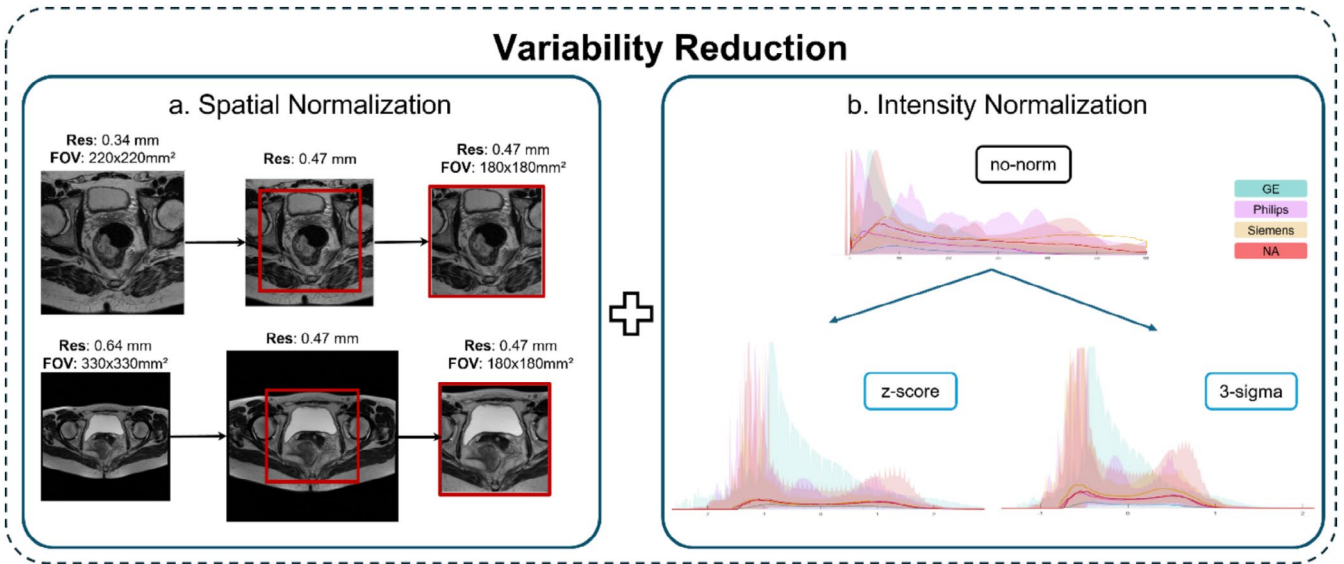 Variability Reduction
a. Spatial Normalization
Res: 0.34 mm
FOV: 220x220mm²
Res: 0.47 mm
Res: 0.47 mm
FOV: 180x180mm²
Res: 0.64 mm
FOV: 330x330mm²
Res: 0.47 mm
Res: 0.47 mm
FOV: 180x180mm²
b. Intensity Normalization
no-norm
GE
Philips
Siemens
NA
z-score
3-sigma